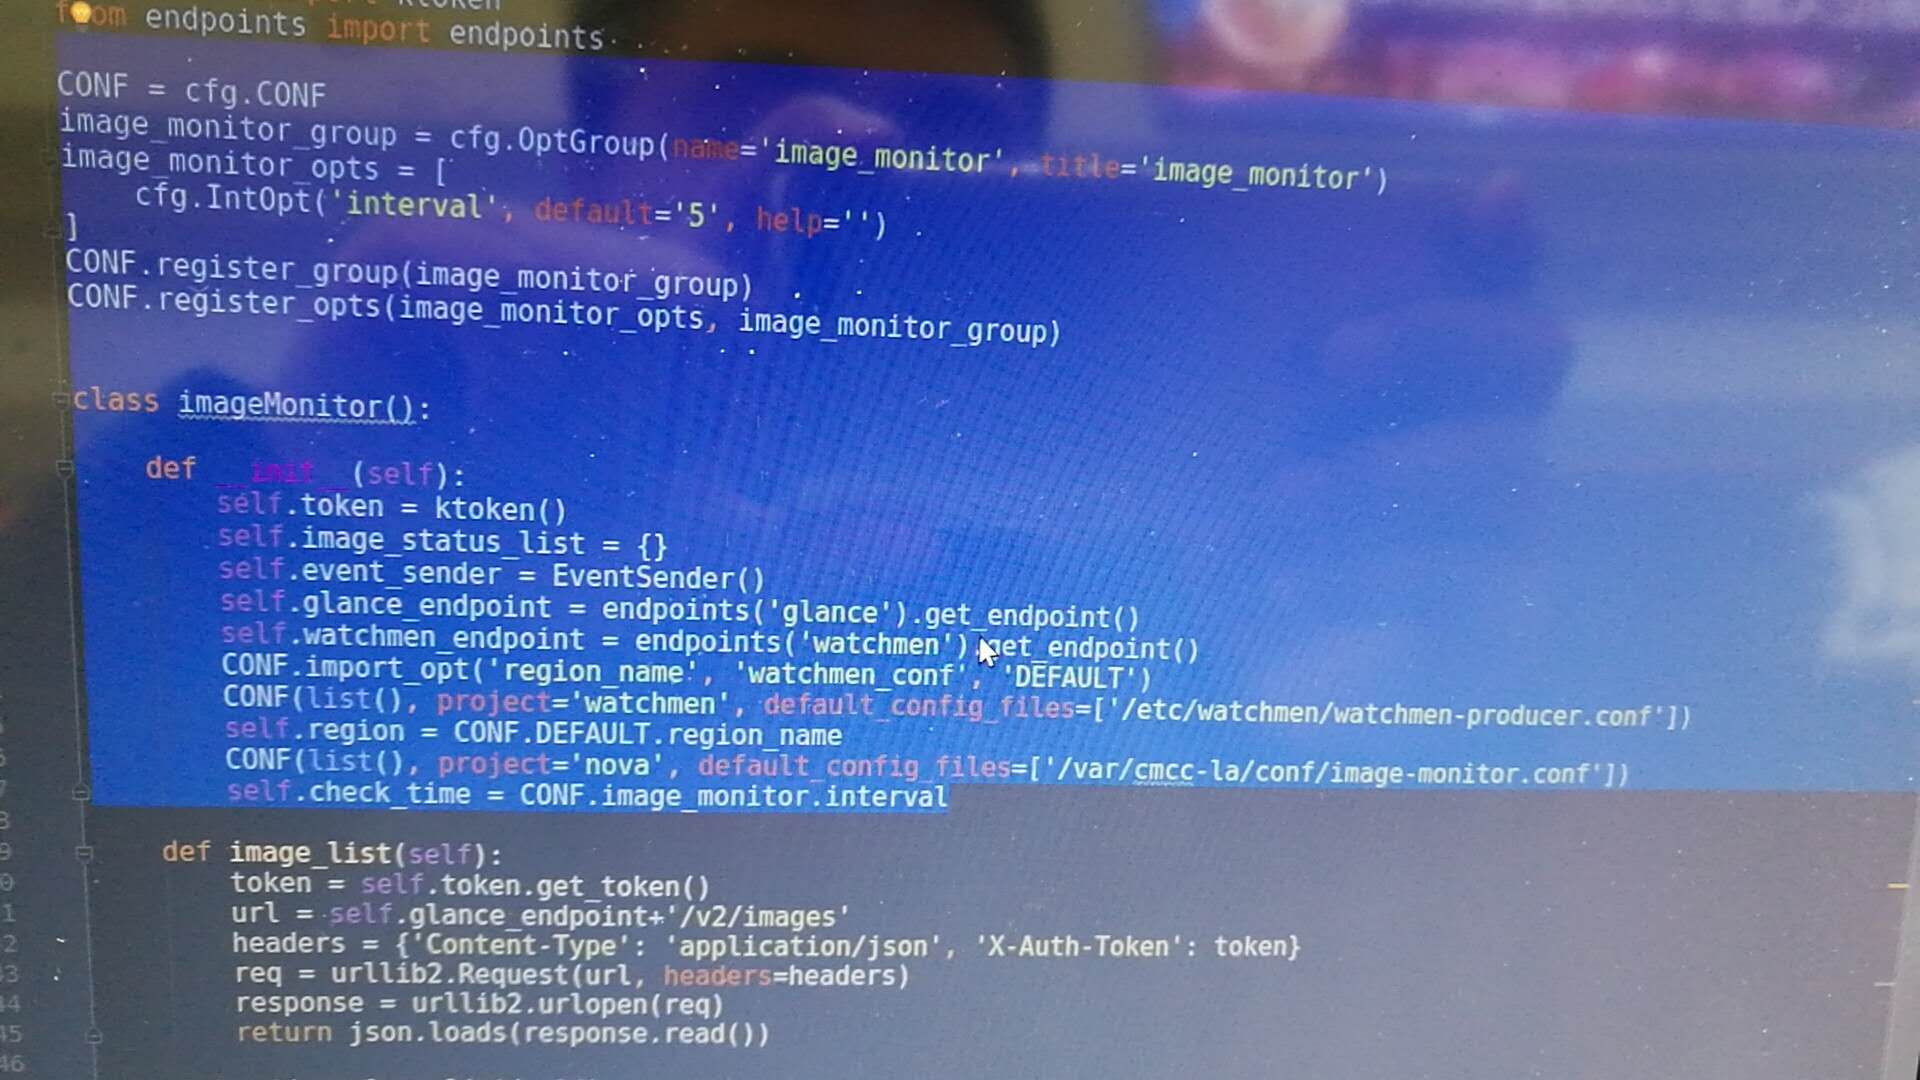 ktoken
from endpoints import endpoints
CONF = cfg.CONF
image_monitor_group = cfg.OptGroup(name='image_monitor', title='image_monitor')
image_monitor_opts = [
    cfg.IntOpt('interval', default='5', help='')
]
CONF.register_group(image_monitor_group)
CONF.register_opts(image_monitor_opts, image_monitor_group)
class imageMonitor():
    def __init__(self):
        self.token = ktoken()
        self.image_status_list = {}
        self.event_sender = EventSender()
        self.glance_endpoint = endpoints('glance').get_endpoint()
        self.watchmen_endpoint = endpoints('watchmen').get_endpoint()
        CONF.import_opt('region_name', 'watchmen_conf', 'DEFAULT')
        CONF(list(), project='watchmen', default_config_files=['/etc/watchmen/watchmen-producer.conf'])
        self.region = CONF.DEFAULT.region_name
        CONF(list(), project='nova', default_config_files=['/var/cmcc-la/conf/image-monitor.conf'])
        self.check_time = CONF.image_monitor.interval
    def image_list(self):
        token = self.token.get_token()
        url = self.glance_endpoint+'/v2/images'
        headers = {'Content-Type': 'application/json', 'X-Auth-Token': token}
        req = urllib2.Request(url, headers=headers)
        response = urllib2.urlopen(req)
        return json.loads(response.read())